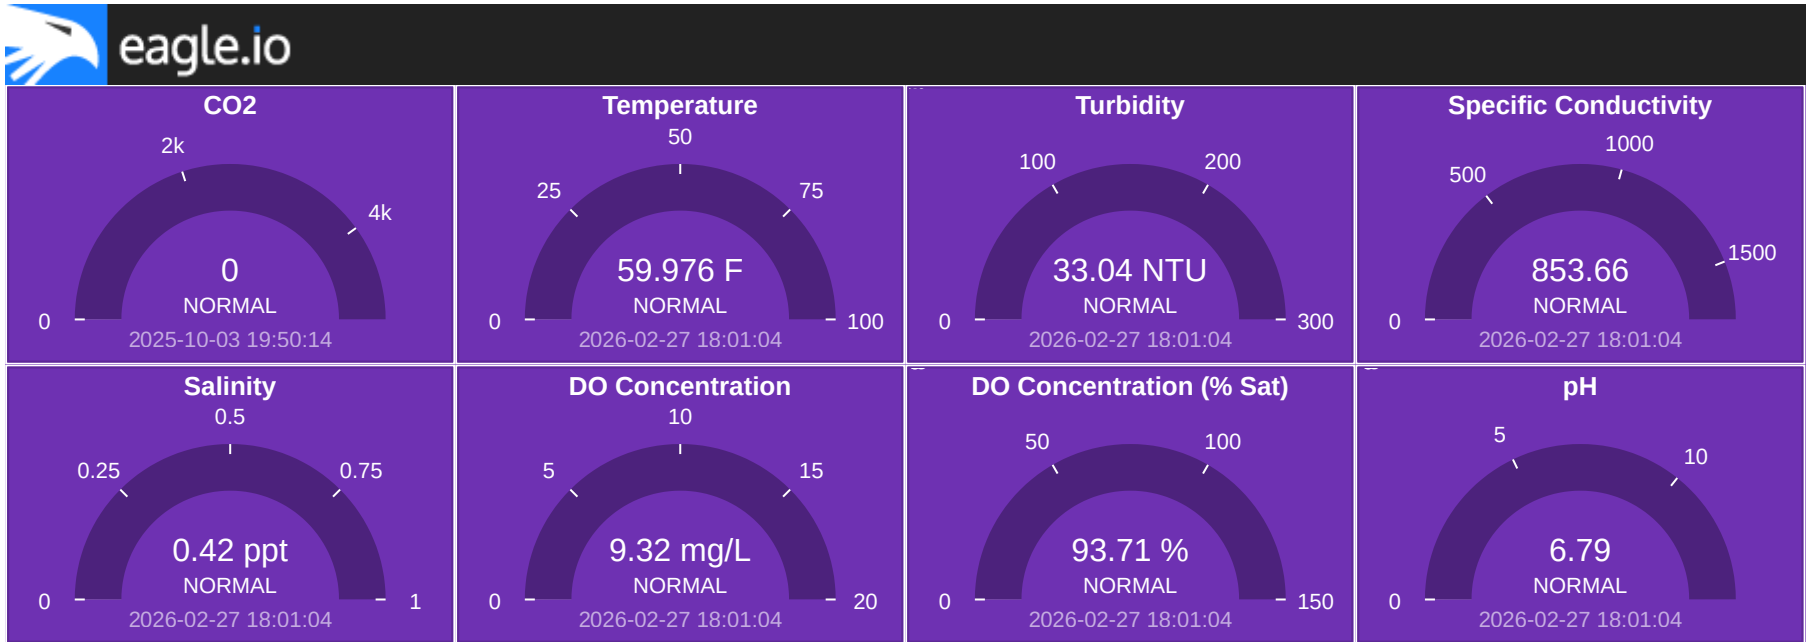 eagle.io
CO2
2k
4k
0
0
NORMAL
2025-10-03 19:50:14
Temperature
50
25
75
59.976 F
NORMAL
0
100
2026-02-27 18:01:04
Turbidity
100
200
33.04 NTU
NORMAL
0
300
2026-02-27 18:01:04
Specific Conductivity
1000
500
1500
853.66
NORMAL
0
2026-02-27 18:01:04
Salinity
0.5
0.25
0.75
0.42 ppt
NORMAL
0
1
2026-02-27 18:01:04
DO Concentration
10
5
15
9.32 mg/L
NORMAL
0
20
2026-02-27 18:01:04
DO Concentration (% Sat)
50
100
93.71 %
NORMAL
0
150
2026-02-27 18:01:04
pH
5
10
6.79
NORMAL
0
2026-02-27 18:01:04